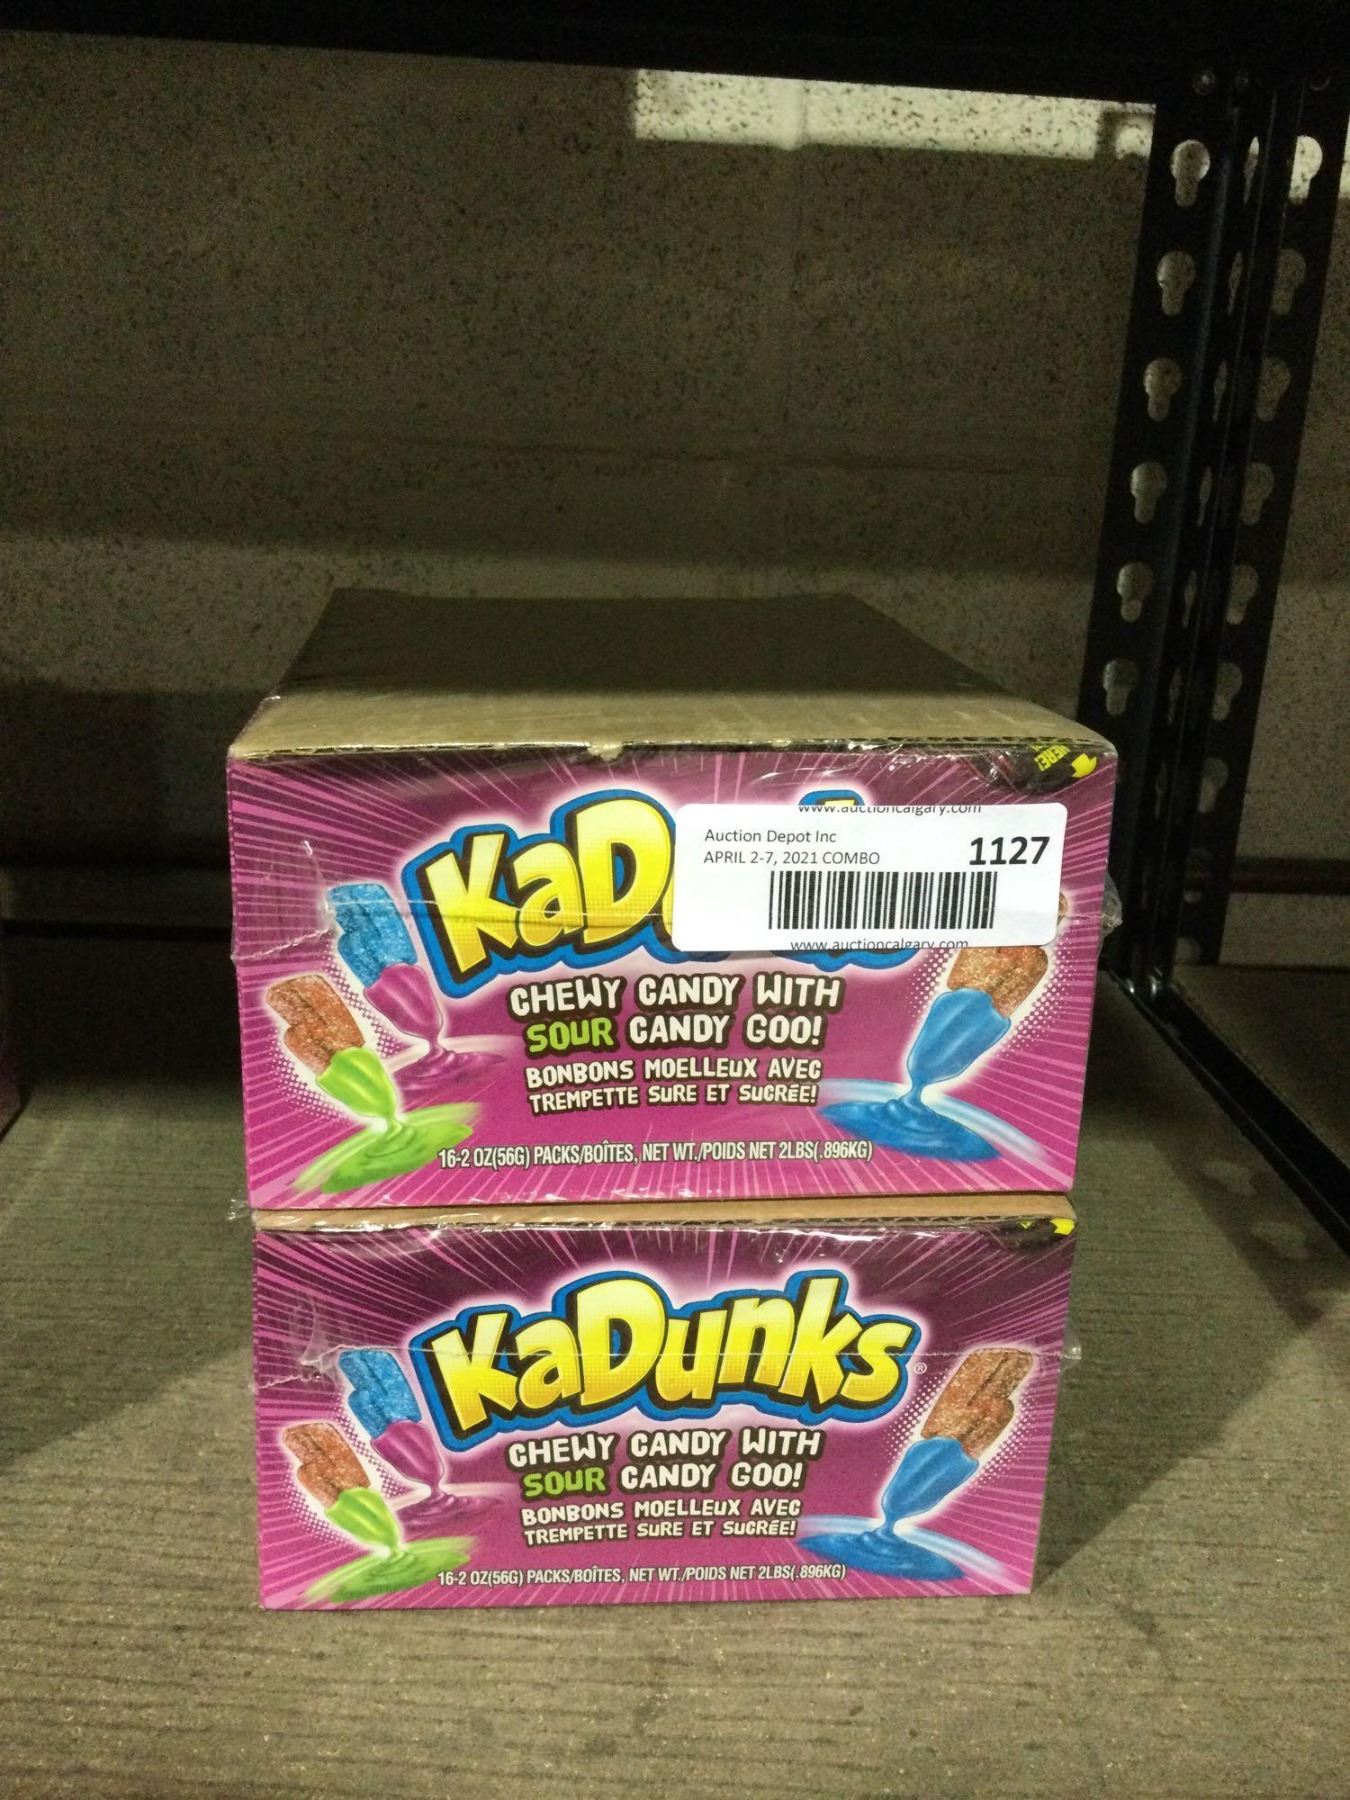 HERE!
KaD
www.auctioncalgary.com
Auction Depot Inc
APRIL 2-7, 2021 COMBO
1127
www.auctioncalgary.com
CHEWY CANDY WITH
SOUR CANDY GOO!
BONBONS MOELLEUX AVEC
TREMPETTE SURE ET SUCRÉE!
16-2 OZ(56G) PACKS/BOÎTES, NET WT./POIDS NET 2LBS(.896KG)
KaDunks®
CHEWY CANDY WITH
SOUR CANDY GOO!
BONBONS MOELLEUX AVEC
TREMPETTE SURE ET SUCRÉE!
16-2 OZ(56G) PACKS/BOÎTES, NET WT./POIDS NET 2LBS(.896KG)